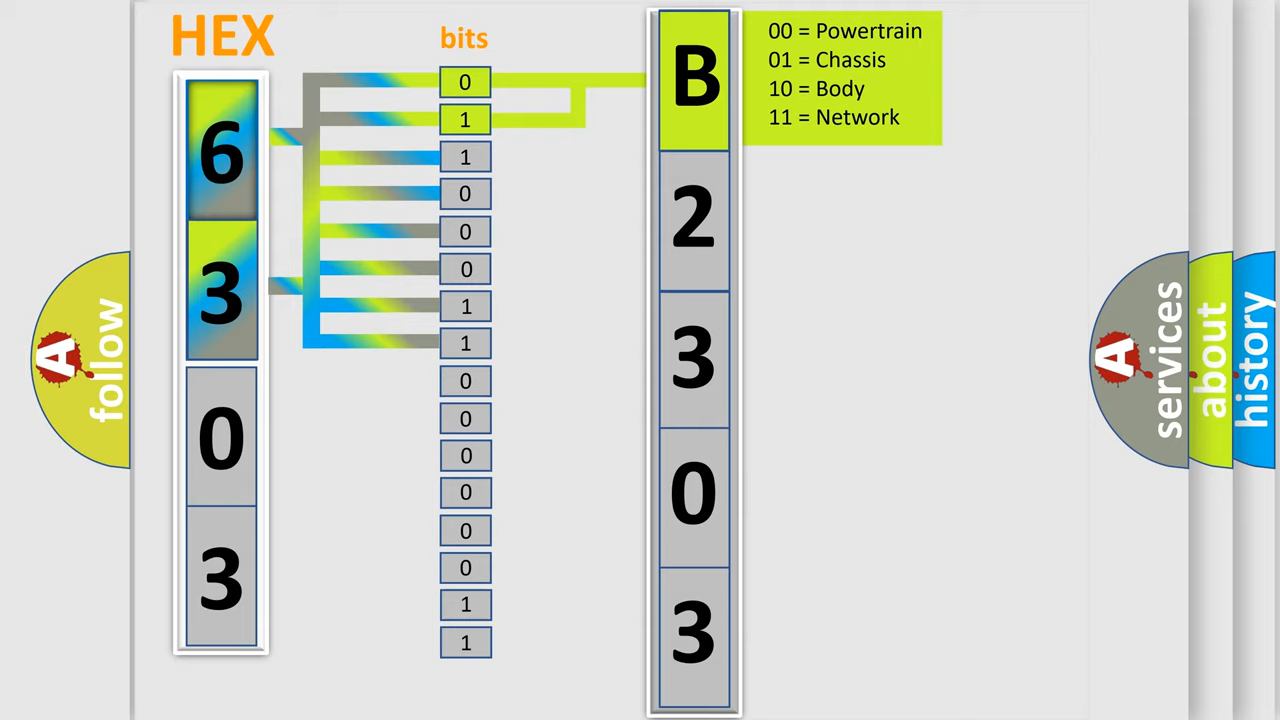 HEX
bits
6
3
0
3
0
1
1
0
0
0
1
1
0
0
0
0
0
0
1
1
B
2
3
0
3
00 = Powertrain
01 = Chassis
10 = Body
11 = Network
A
follow
A
services
about
history